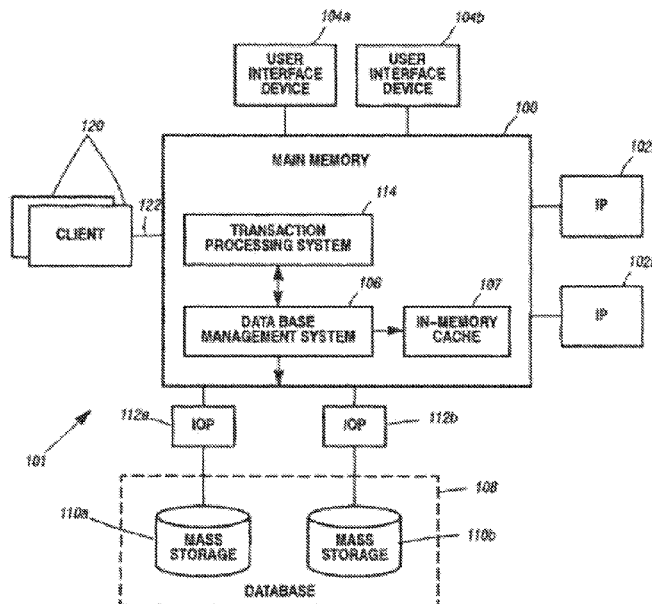 104a
104b
USER
INTERFACE
DEVICE
USER
INTERFACE
DEVICE
120
100
MAIN MEMORY
102
122
114
IP
CLIENT
TRANSACTION
PROCESSING SYSTEM
106
107
102
DATA BASE
MANAGEMENT SYSTEM
IN-MEMORY
CACHE
IP
112a
IOP
IOP
112b
101
108
110a
MASS
STORAGE
MASS
STORAGE
110b
DATABASE